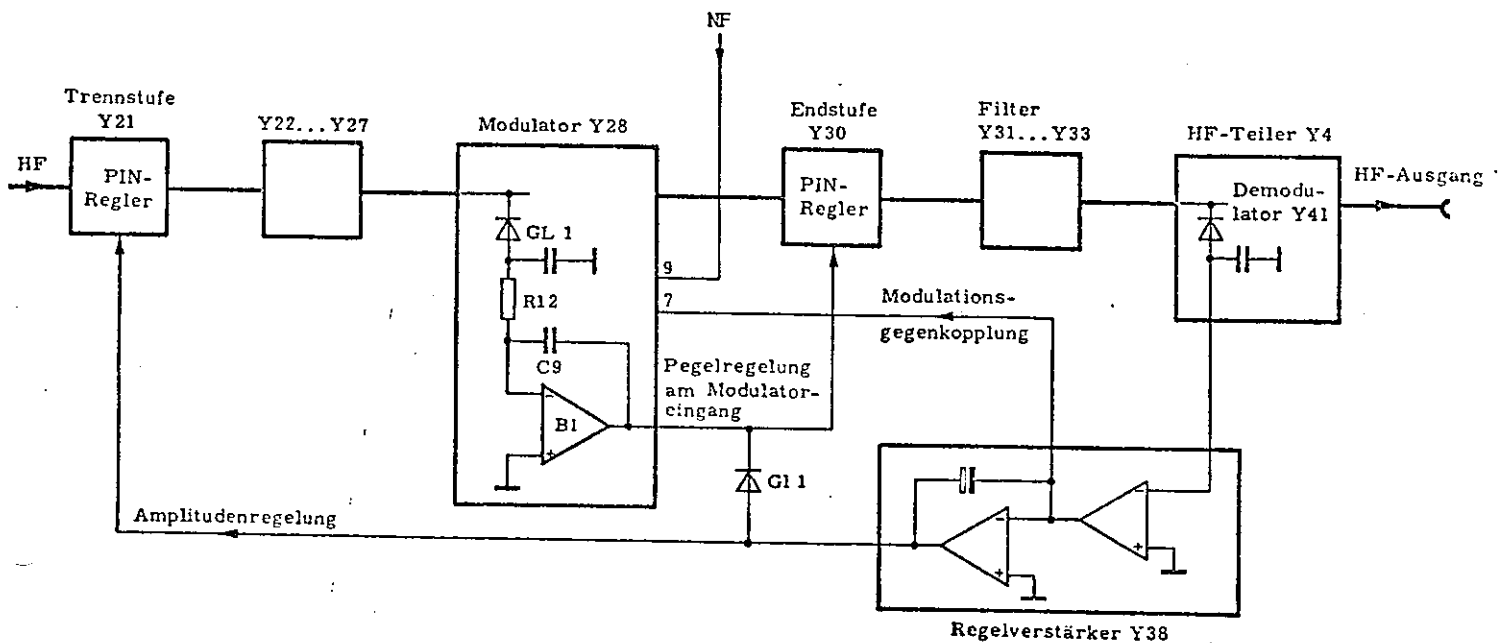 NF
Trennstufe
Y21
HF
PIN-
Regler
Y22...Y27
Modulator Y28
GL 1
R12
C9
B1
-
+
9
7
Endstufe
Y30
PIN-
Regler
Filter
Y31...Y33
HF-Teiler Y4
Demodu-
lator Y41
HF-Ausgang
Modulations-
gegenkopplung
Pegelregelung
am Modulator-
eingang
Gl 1
Amplitudenregelung
-
+
-
+
Regelverstärker Y38